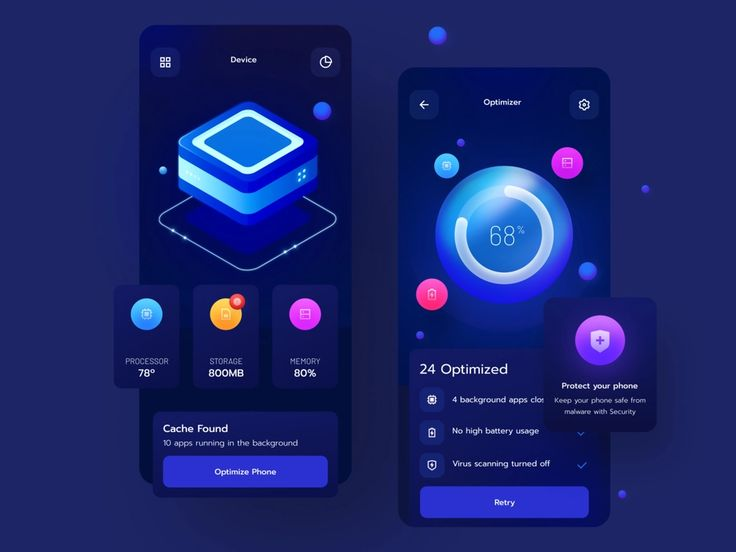 Device
PROCESSOR
78°
STORAGE
800MB
MEMORY
80%
Cache Found
10 apps running in the background
Optimize Phone
Optimizer
68%
24 Optimized
4 background apps clos
No high battery usage
Virus scanning turned off
Retry
Protect your phone
Keep your phone safe from
malware with Security